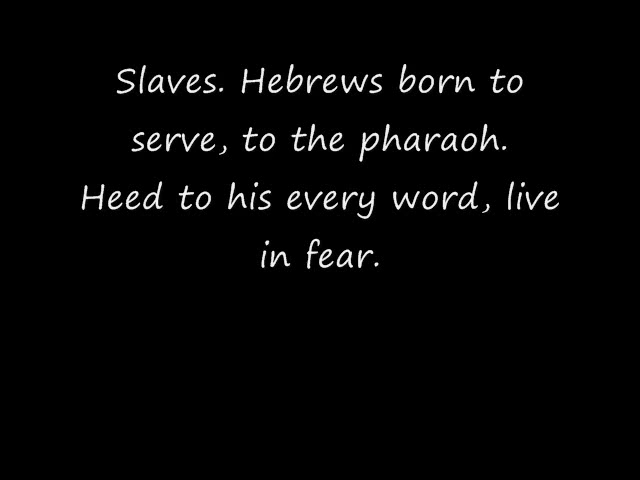 Slaves. Hebrews born to
serve, to the pharaoh.
Heed to his every word, live
in fear.